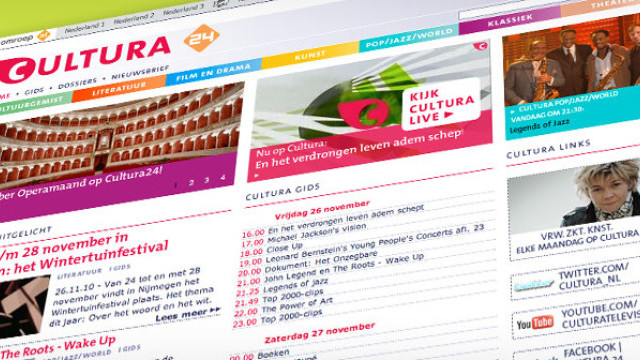 omroep 24 Nederland 1 Nederland 2 Nederland 3
CULTURA 24
GIDS • DOSSIERS • NIEUWSBRIEF
LITERATUUR FILM EN DRAMA KUNST POP/JAZZ/WORLD KLASSIEK THEATE
ber Operamaand op Cultura24!
1 2 3 4
UITGELICHT
/m 28 november in
n: het Wintertuinfestival
LITERATUUR | GIDS
26.11.10 - Van 24 tot en met 28
november vindt in Nijmegen het
Wintertuinfestival plaats. Het thema
dit jaar: Over het woord en het wit.
Lees meer
The Roots - Wake Up
POP/JAZZ/WORLD | GIDS
KIJK
CULTURA
LIVE
Nu op Cultura:
En het verdrongen leven adem schept
CULTURA GIDS
Vrijdag 26 november
16.00 En het verdrongen leven adem schept
17.00 Michael Jackson's vision
18.00 Close Up
19.00 Leonard Bernstein's Young People's Concerts afl. 23
20.00 Dokument: Het Onzegbare
21.00 John Legend en The Roots - Wake Up
21.25 Legends of Jazz
21.49 Top 2000-clips
22.00 The Power of Art
23.00 Top 2000-clips
Zaterdag 27 november
00.00 Boeken
CULTURA POP/JAZZ/WORLD
VANDAAG OM 21:30:
Legends of Jazz
CULTURA LINKS
VRW. ZKT. KNST.
ELKE MAANDAG OP CULTURA
TWITTER.COM/
CULTURA_NL
YouTube YOUTUBE.COM/
CULTURATELEVIS
FACEBOOK |